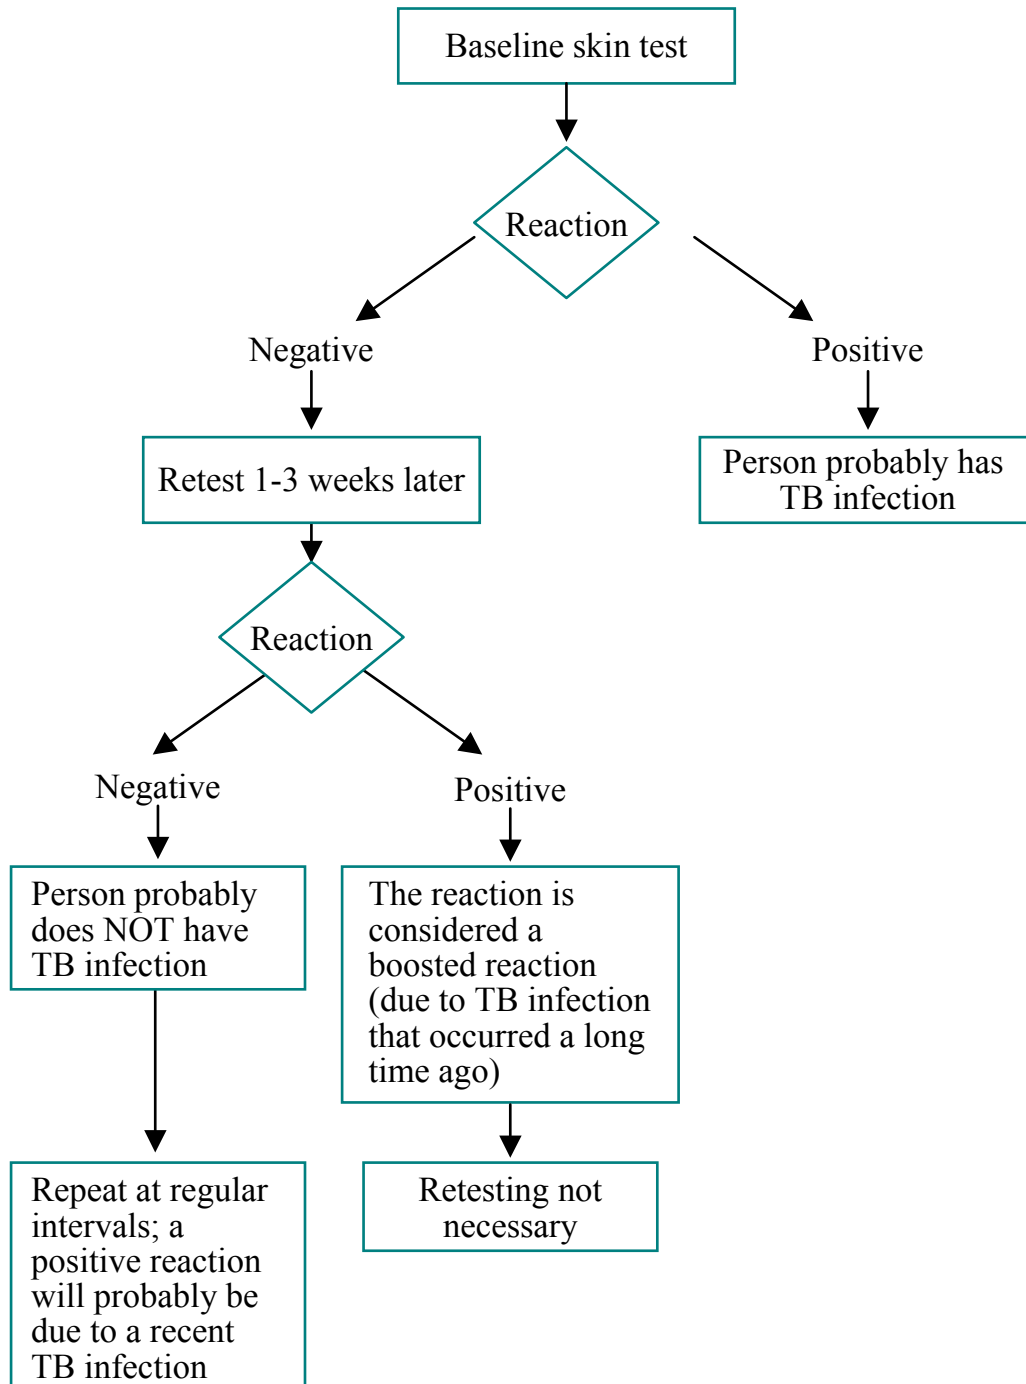 Baseline skin test
Reaction
Negative
Positive
Retest 1-3 weeks later
Person probably has
TB infection
Reaction
Negative
Positive
Person probably
does NOT have
TB infection
The reaction is
considered a
boosted reaction
(due to TB infection
that occurred a long
time ago)
Repeat at regular
intervals; a
positive reaction
will probably be
due to a recent
TB infection
Retesting not
necessary